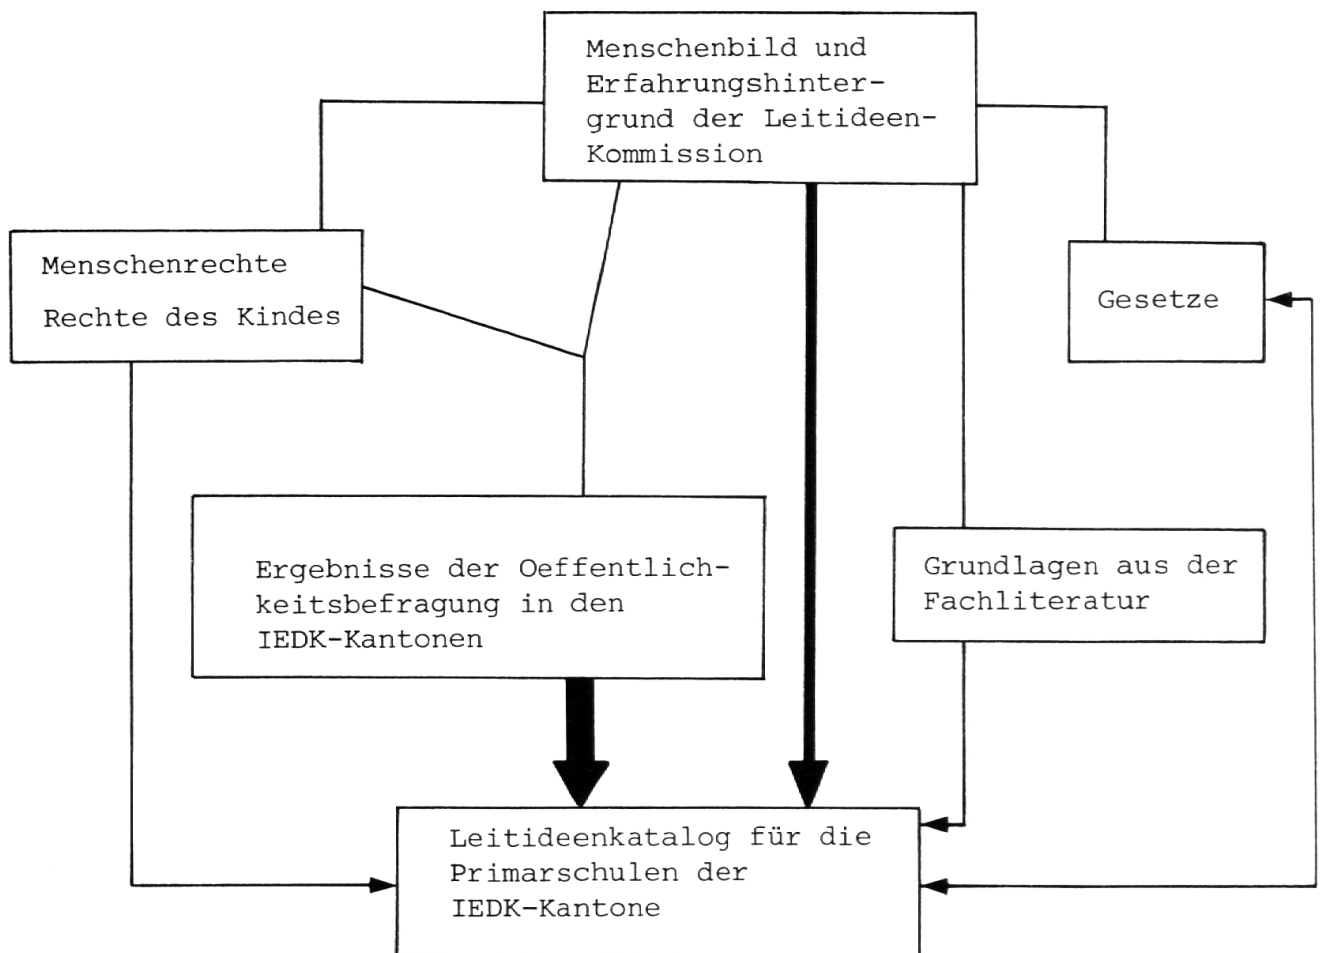 Menschenbild und
Erfahrungshinter-
grund der Leitideen-
Kommission
Menschenrechte
Rechte des Kindes
Gesetze
Ergebnisse der Oeffentlich-
keitsbefragung in den
IEDK-Kantonen
Grundlagen aus der
Fachliteratur
Leitideenkatalog für die
Primarschulen der
IEDK-Kantone